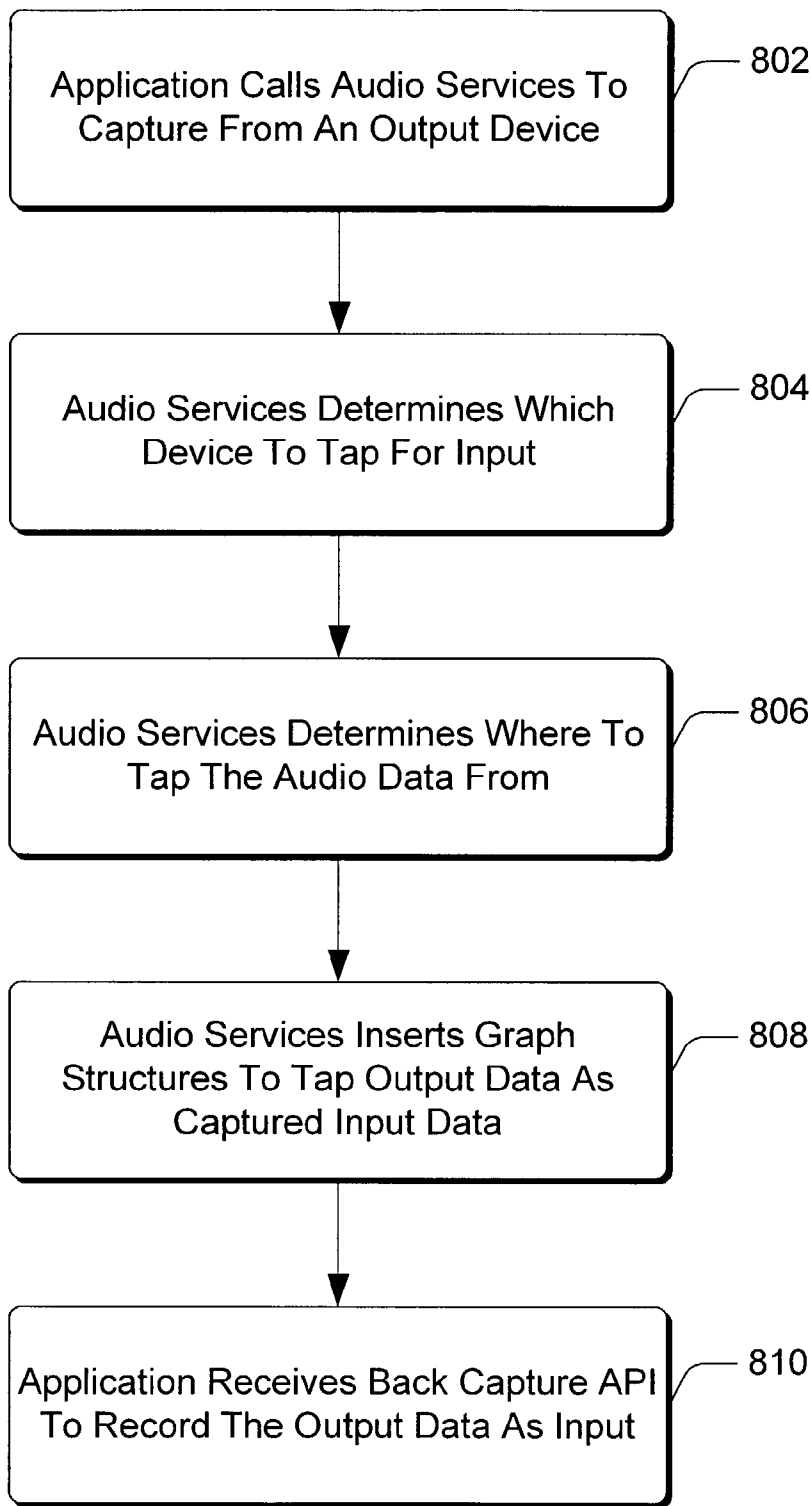 Application Calls Audio Services To
Capture From An Output Device
802
Audio Services Determines Which
Device To Tap For Input
804
Audio Services Determines Where To
Tap The Audio Data From
806
Audio Services Inserts Graph
Structures To Tap Output Data As
Captured Input Data
808
Application Receives Back Capture API
To Record The Output Data As Input
810